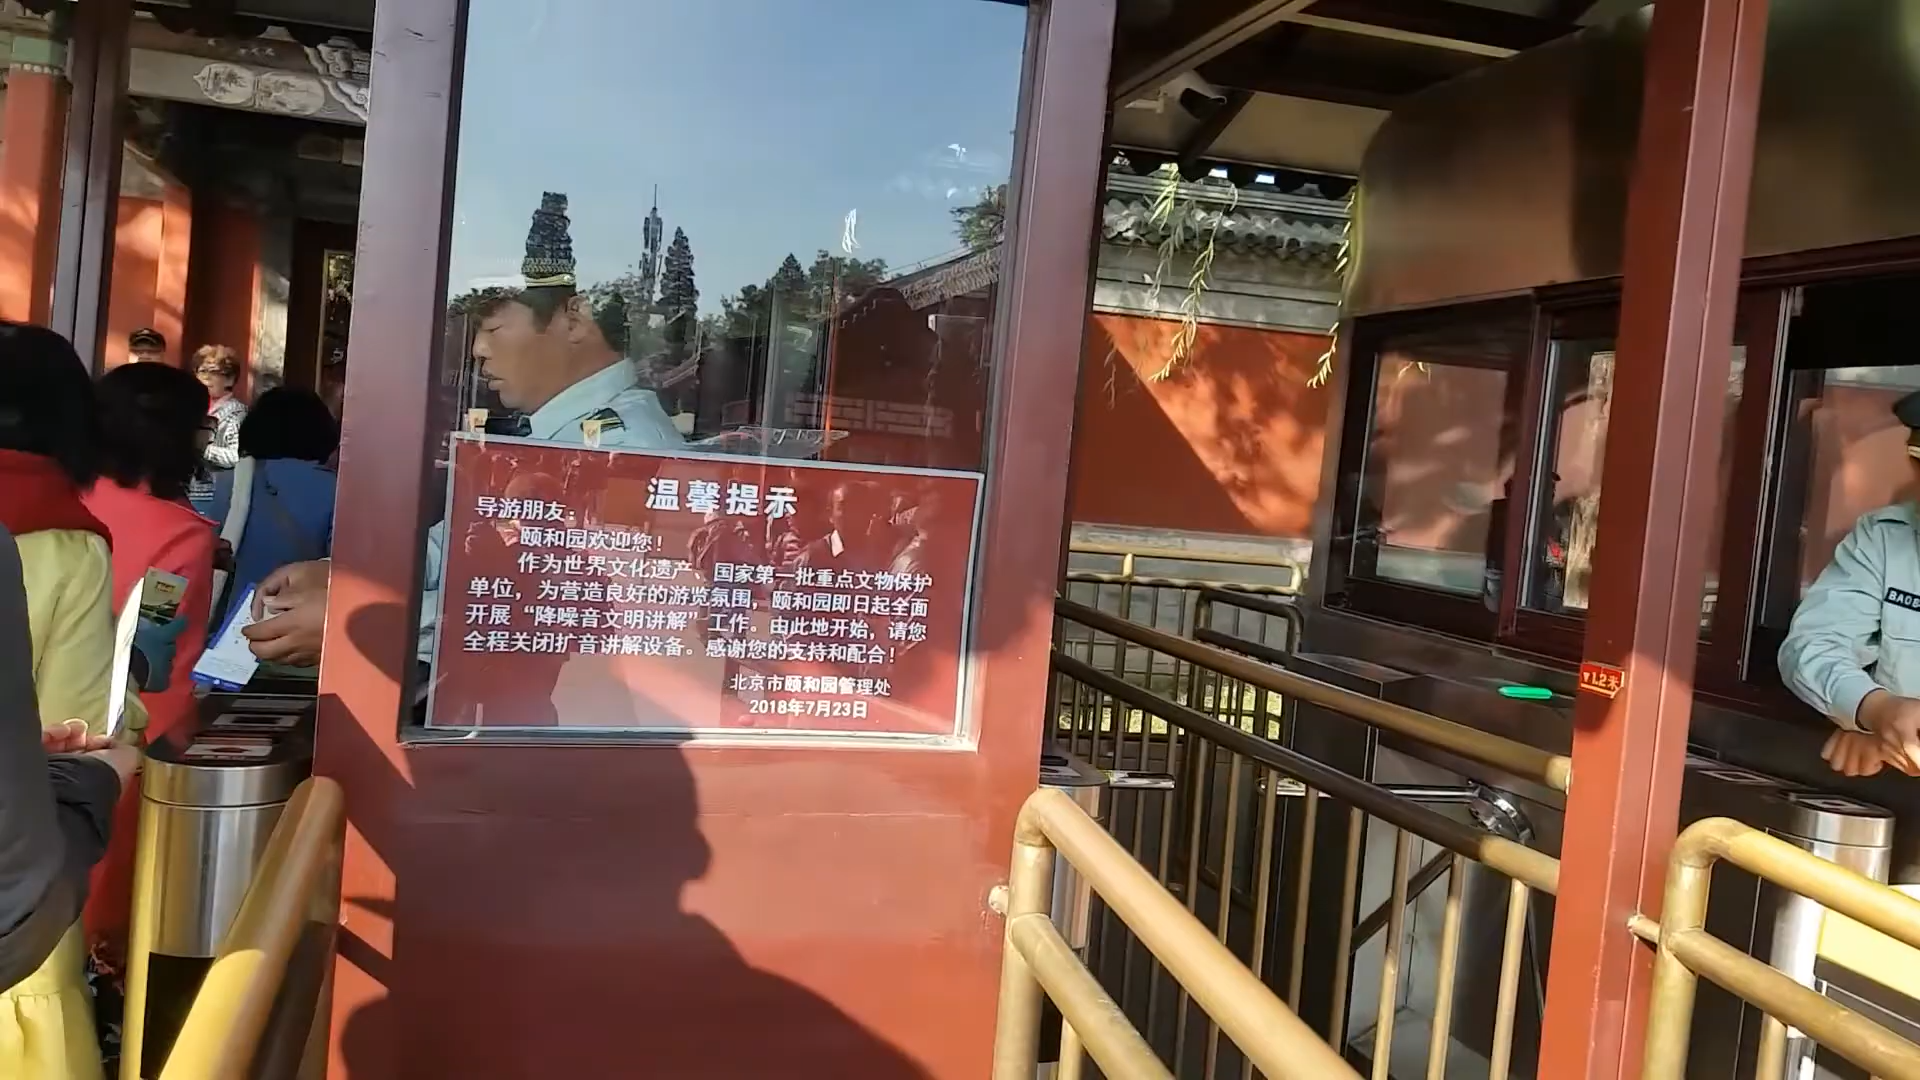 温馨提示
导游朋友：
颐和园欢迎您！
作为世界文化遗产、国家第一批重点文物保护
单位，为营造良好的游览氛围，颐和园即日起全面
开展“降噪音文明讲解”工作。由此地开始，请您
全程关闭扩音讲解设备。感谢您的支持和配合！
北京市颐和园管理处
2018年7月23日
▼1.2米